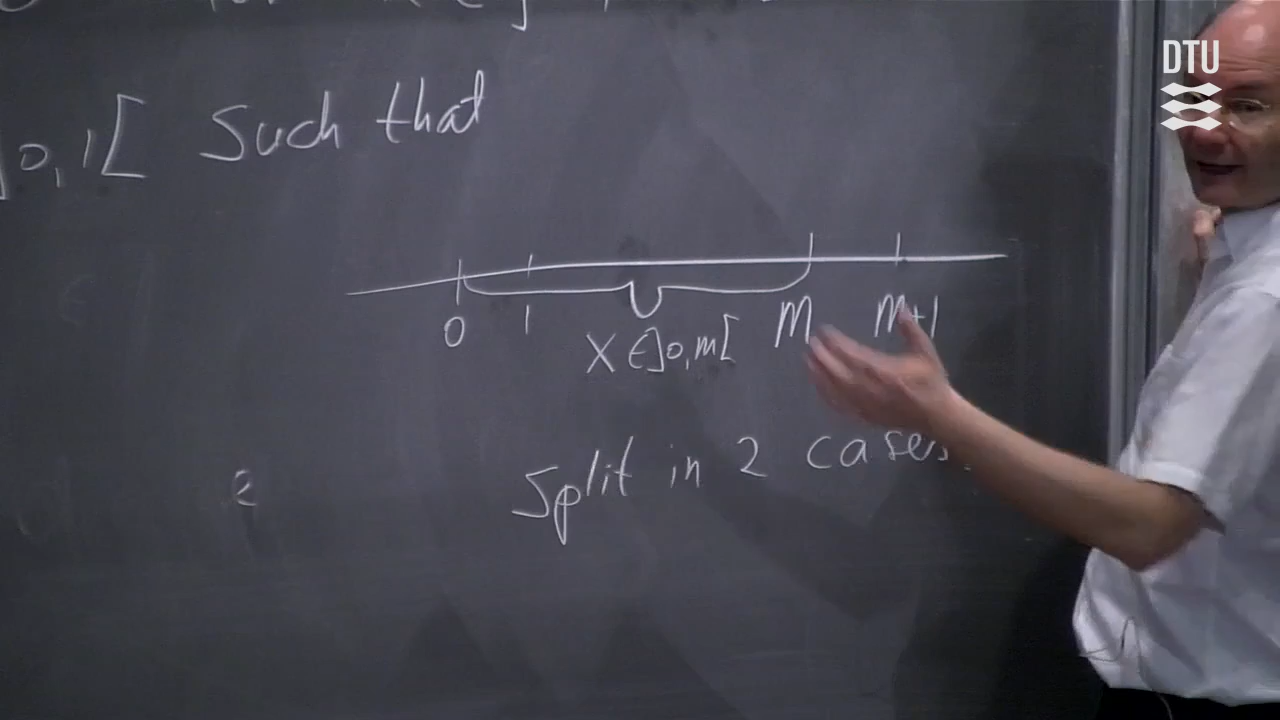 ]0,1[ Such that
0 1 m m+1
x ∈ ]0,m[
Split in 2 cases.
e
DTU